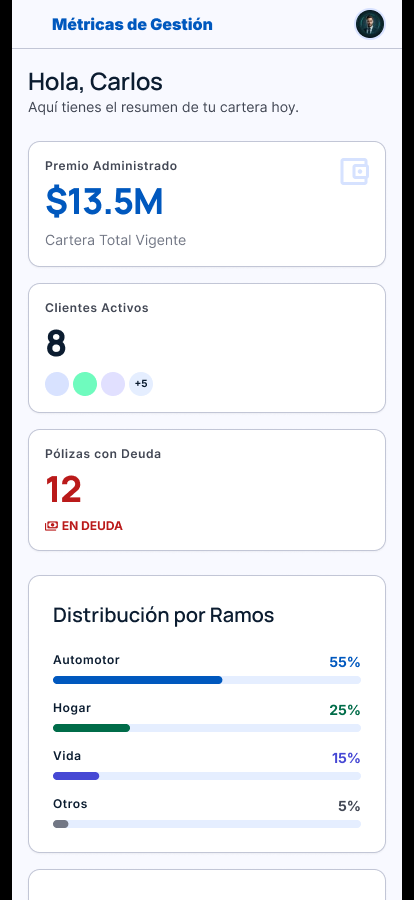 Métricas de Gestión
Hola, Carlos
Aquí tienes el resumen de tu cartera hoy.
Premio Administrado
$13.5M
Cartera Total Vigente
Clientes Activos
8
+5
Pólizas con Deuda
12
EN DEUDA
Distribución por Ramos
Automotor 55%
Hogar 25%
Vida 15%
Otros 5%